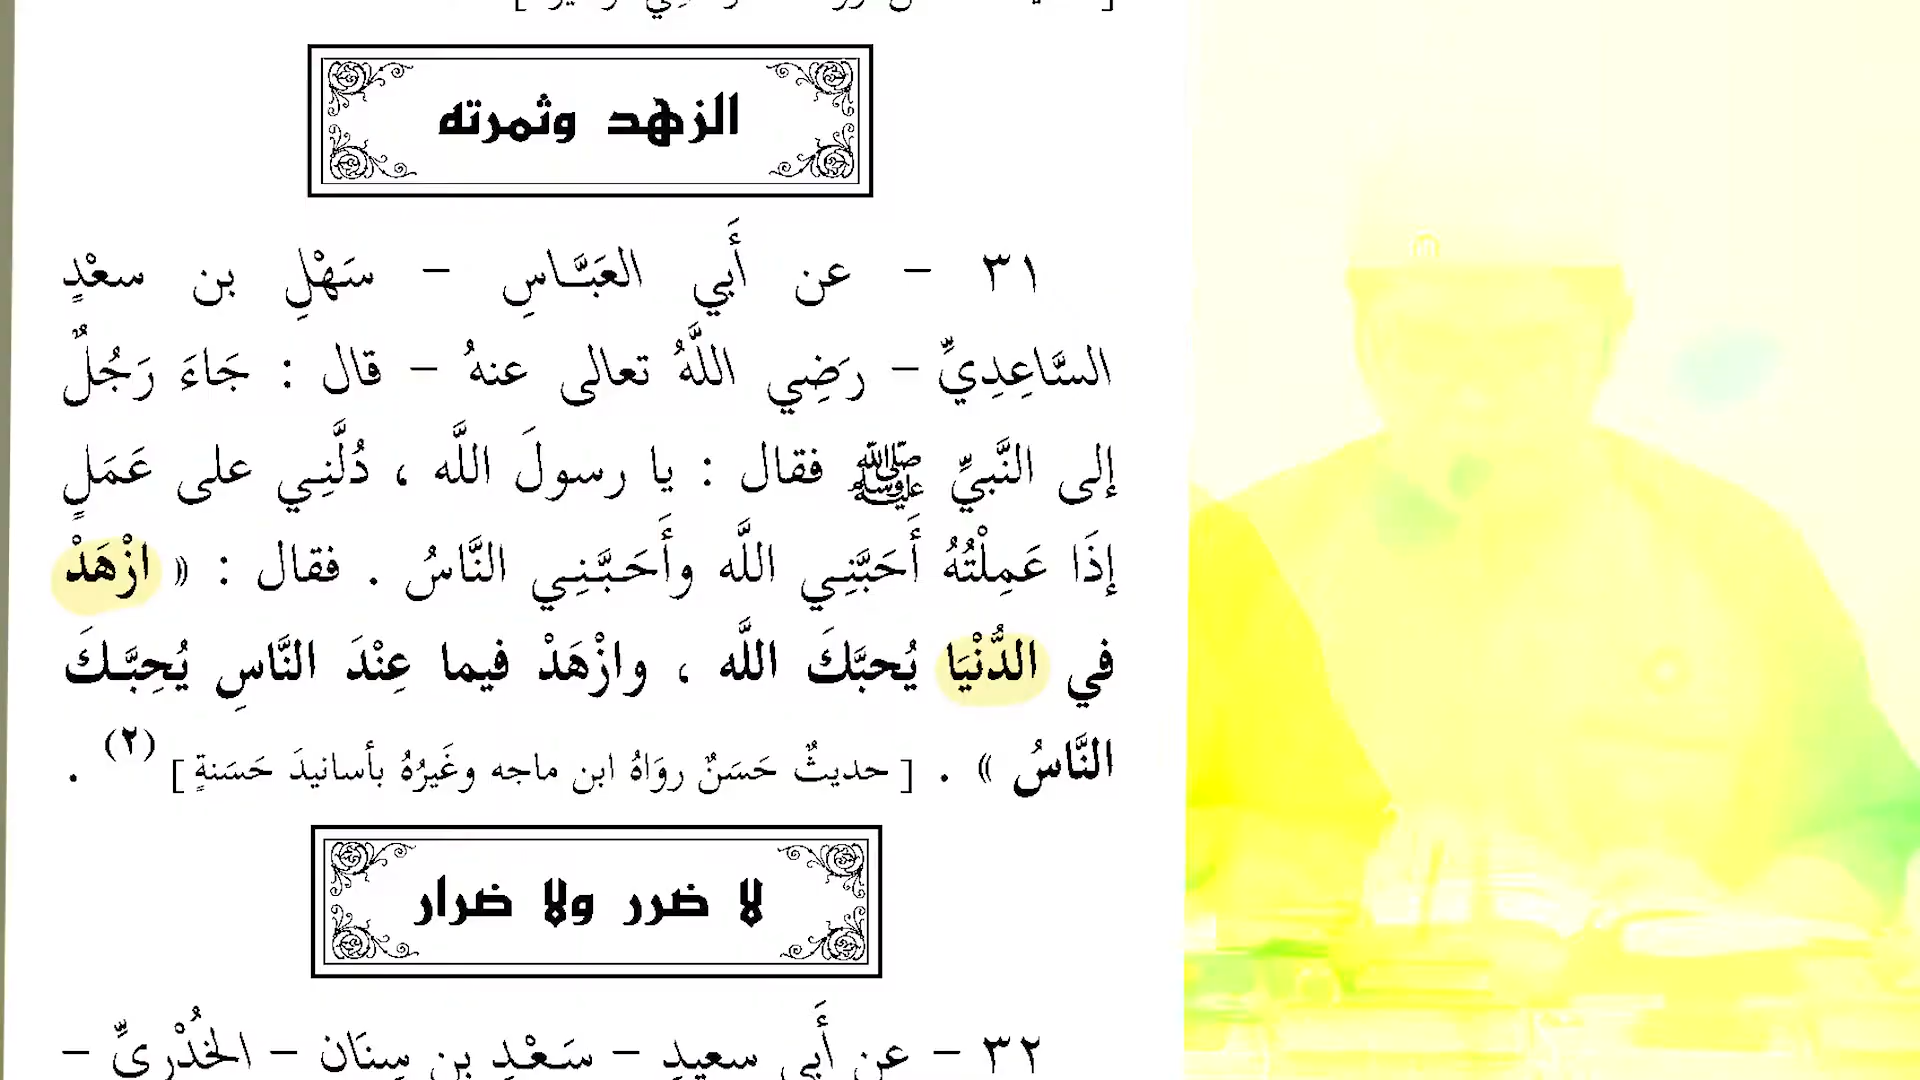 الزهد وثمرته
٣١ – عن أَبي العَبَّاسِ – سَهْلِ بن سعْدٍ
السَّاعِدِيِّ – رَضِي اللَّهُ تعالى عنهُ – قال : جَاءَ رَجُلٌ
إلى النَّبيِّ ﷺ فقال : يا رسولَ اللَّه ، دُلَّنِي على عَمَلٍ
إذَا عَمِلْتُهُ أَحَبَّنِي اللَّه وأَحَبَّنِي النَّاسُ . فقال : « ازْهَدْ
في الدُّنْيَا يُحبَّكَ اللَّه ، وازْهَدْ فيما عِنْدَ النَّاسِ يُحِبَّكَ
النَّاسُ » . [ حديثٌ حَسَنٌ روَاهُ ابن ماجه وغَيرُهُ بأسانيدَ حَسَنةٍ ] (٢) .
لا ضرر ولا ضرار
٣٢ – عن أَبي سعيدٍ – سَعْدِ بن سِنَان – الخُدْرِيِّ –